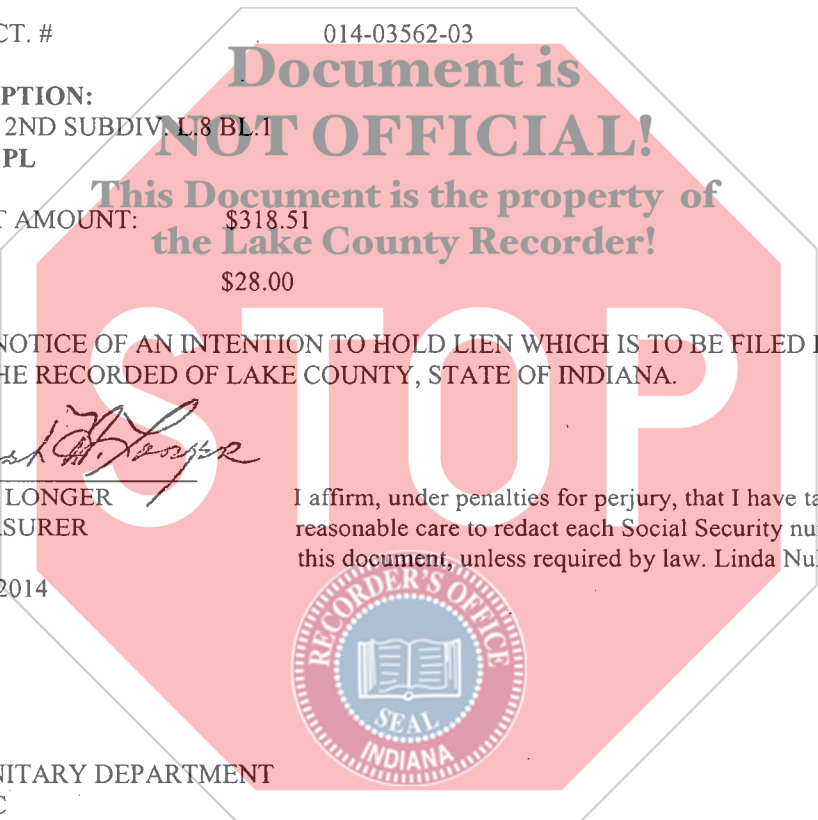 CT. # 014-03562-03
Document is
PTION:
2ND SUBDIV. L.8 BL.1
NOT OFFICIAL!
PL
This Document is the property of
T AMOUNT: $318.51
the Lake County Recorder!
$28.00
STOP
NOTICE OF AN INTENTION TO HOLD LIEN WHICH IS TO BE FILED
HE RECORDED OF LAKE COUNTY, STATE OF INDIANA.
LONGER
I affirm, under penalties for perjury, that I have ta
SURER
reasonable care to redact each Social Security nu
this document, unless required by law. Linda Nu
2014
RECORDER'S OFFICE
SEAL
INDIANA
NITARY DEPARTMENT
C